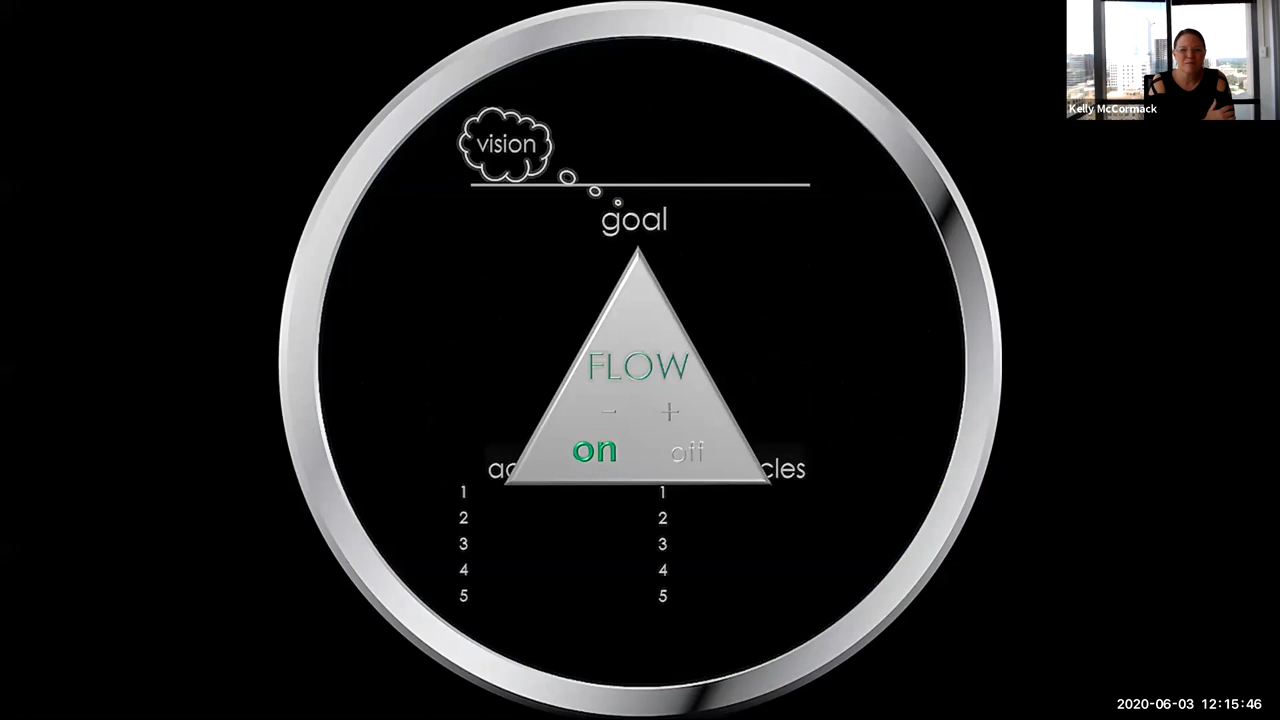 Kelly McCormack
vision
goal
FLOW
- +
on off
1 1
2 2
3 3
4 4
5 5
2020-06-03 12:15:46